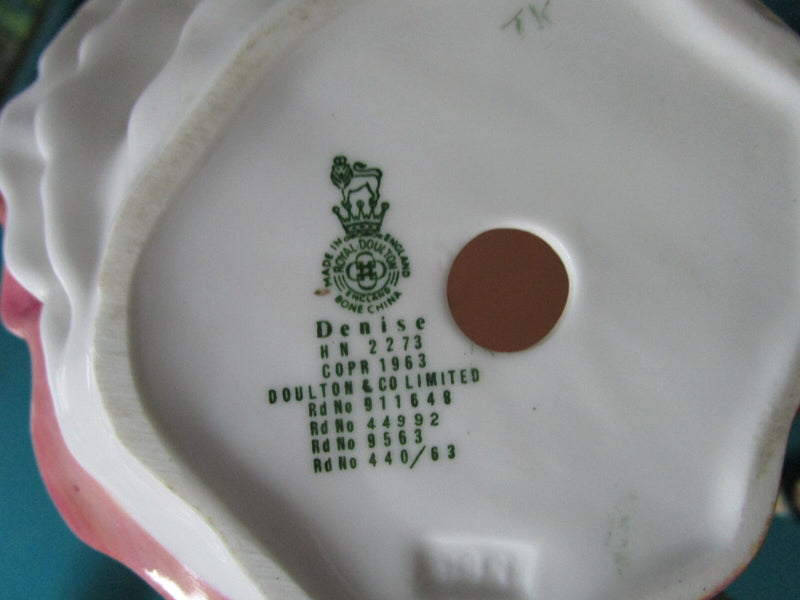 TK
MADE IN ENGLAND
ROYAL DOULTON
ENGLAND
BONE CHINA
Denise
HN 2273
COPR 1963
DOULTON & CO LIMITED
Rd No 911648
Rd No 44992
Rd No 9563
Rd No 440/63